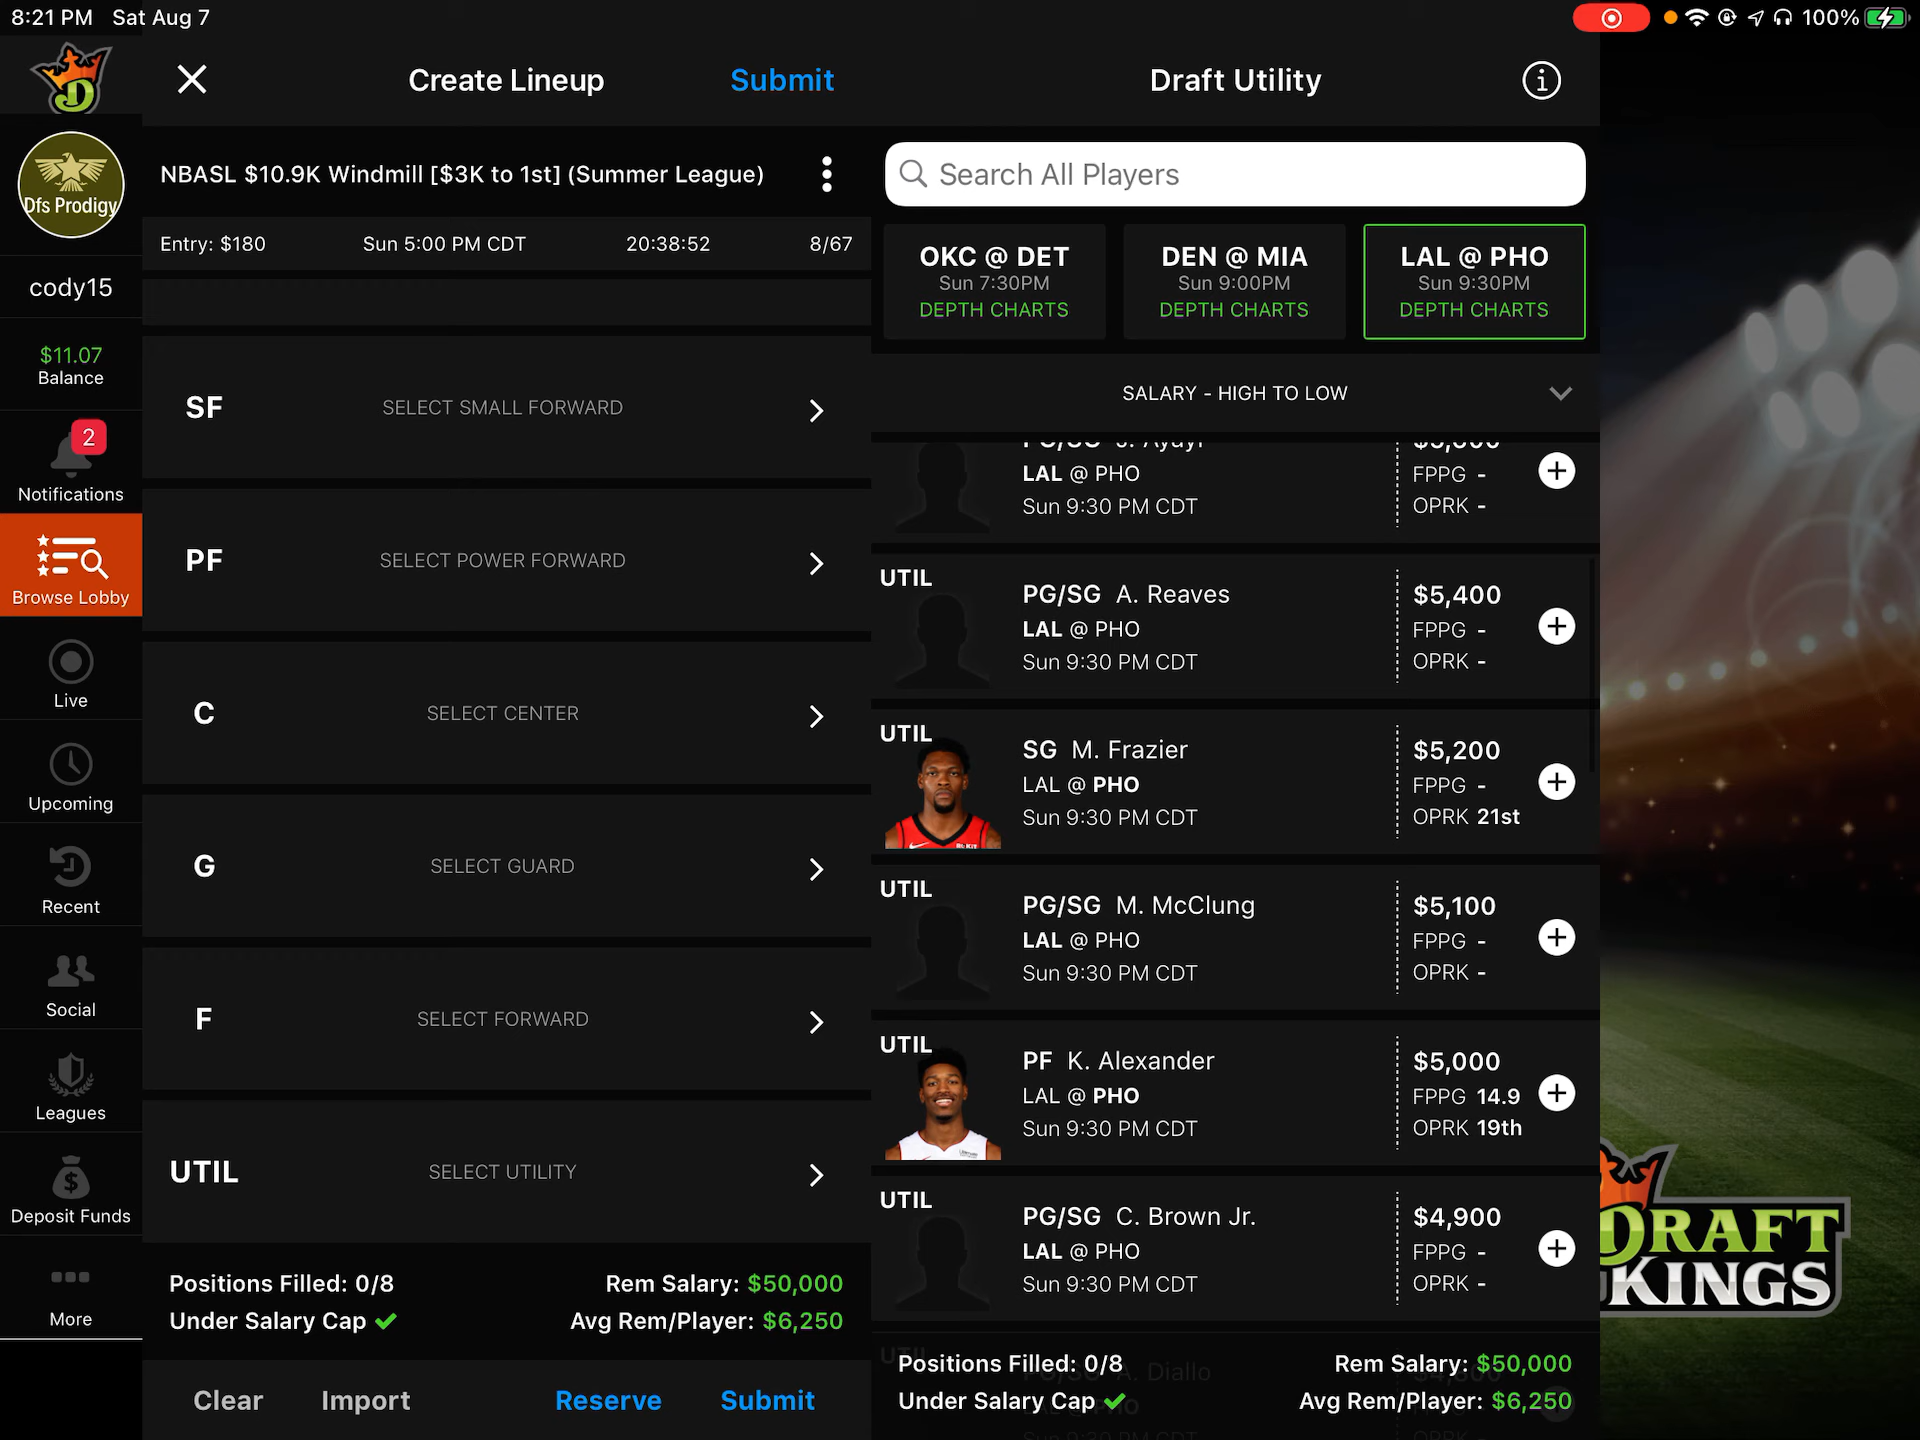 8:21 PM Sat Aug 7
100%
Dfs Prodigy
cody15
$11.07
Balance
2
Notifications
Browse Lobby
Live
Upcoming
Recent
Social
Leagues
Deposit Funds
More
Create Lineup
Submit
NBASL $10.9K Windmill [$3K to 1st] (Summer League)
Entry: $180
Sun 5:00 PM CDT
20:38:52
8/67
SF SELECT SMALL FORWARD
PF SELECT POWER FORWARD
C SELECT CENTER
G SELECT GUARD
F SELECT FORWARD
UTIL SELECT UTILITY
Positions Filled: 0/8 Rem Salary: $50,000
Under Salary Cap Avg Rem/Player: $6,250
Clear Import Reserve Submit
Draft Utility
Search All Players
OKC @ DET
Sun 7:30PM
DEPTH CHARTS
DEN @ MIA
Sun 9:00PM
DEPTH CHARTS
LAL @ PHO
Sun 9:30PM
DEPTH CHARTS
SALARY - HIGH TO LOW
PG/SG J. Ayayi
LAL @ PHO FPPG -
Sun 9:30 PM CDT OPRK -
UTIL
PG/SG A. Reaves $5,400
LAL @ PHO FPPG -
Sun 9:30 PM CDT OPRK -
UTIL
SG M. Frazier $5,200
LAL @ PHO FPPG -
Sun 9:30 PM CDT OPRK 21st
UTIL
PG/SG M. McClung $5,100
LAL @ PHO FPPG -
Sun 9:30 PM CDT OPRK -
UTIL
PF K. Alexander $5,000
LAL @ PHO FPPG 14.9
Sun 9:30 PM CDT OPRK 19th
UTIL
PG/SG C. Brown Jr. $4,900
LAL @ PHO FPPG -
Sun 9:30 PM CDT OPRK -
UTIL
PG/SG A. Diallo $4,800
Positions Filled: 0/8 Rem Salary: $50,000
Under Salary Cap Avg Rem/Player: $6,250
DRAFT
KINGS